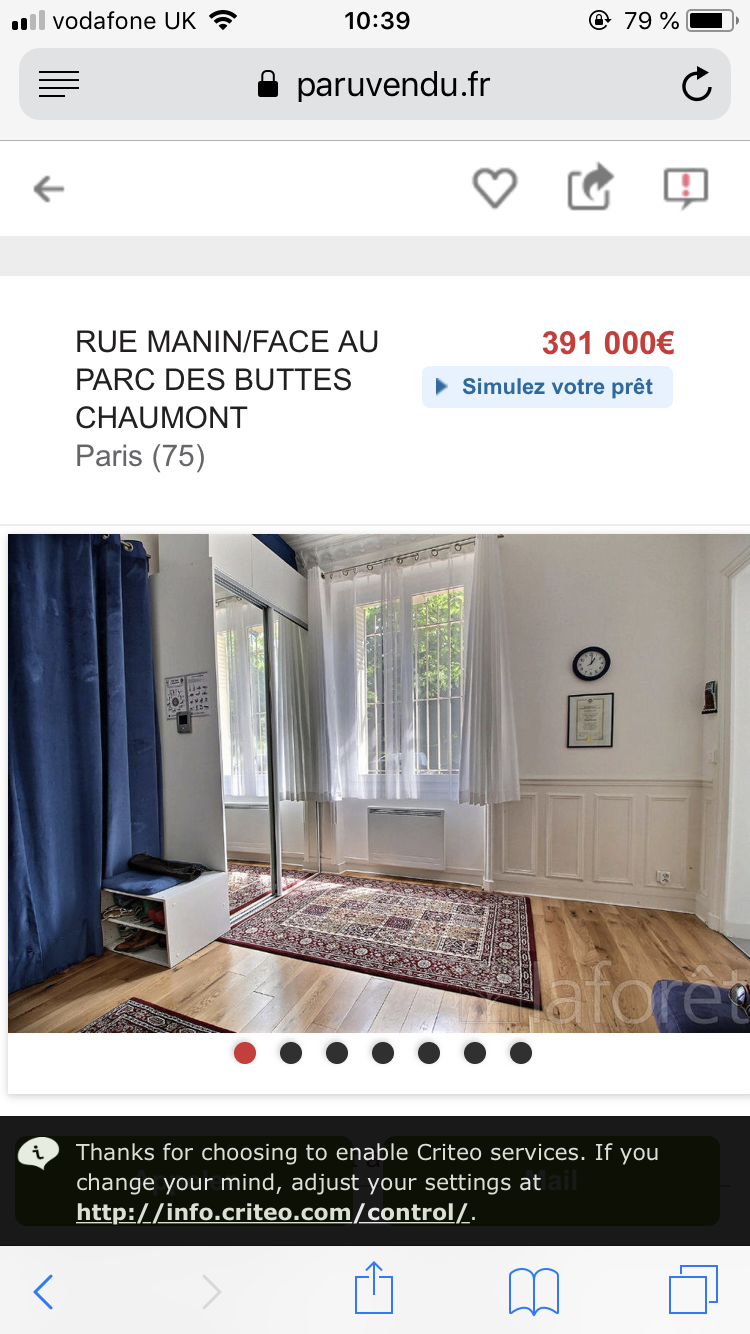 vodafone UK
10:39
79 %
paruvendu.fr
RUE MANIN/FACE AU
PARC DES BUTTES
CHAUMONT
Paris (75)
391 000€
Simulez votre prêt
laforêt
Thanks for choosing to enable Criteo services. If you
change your mind, adjust your settings at
http://info.criteo.com/control/.
Mail